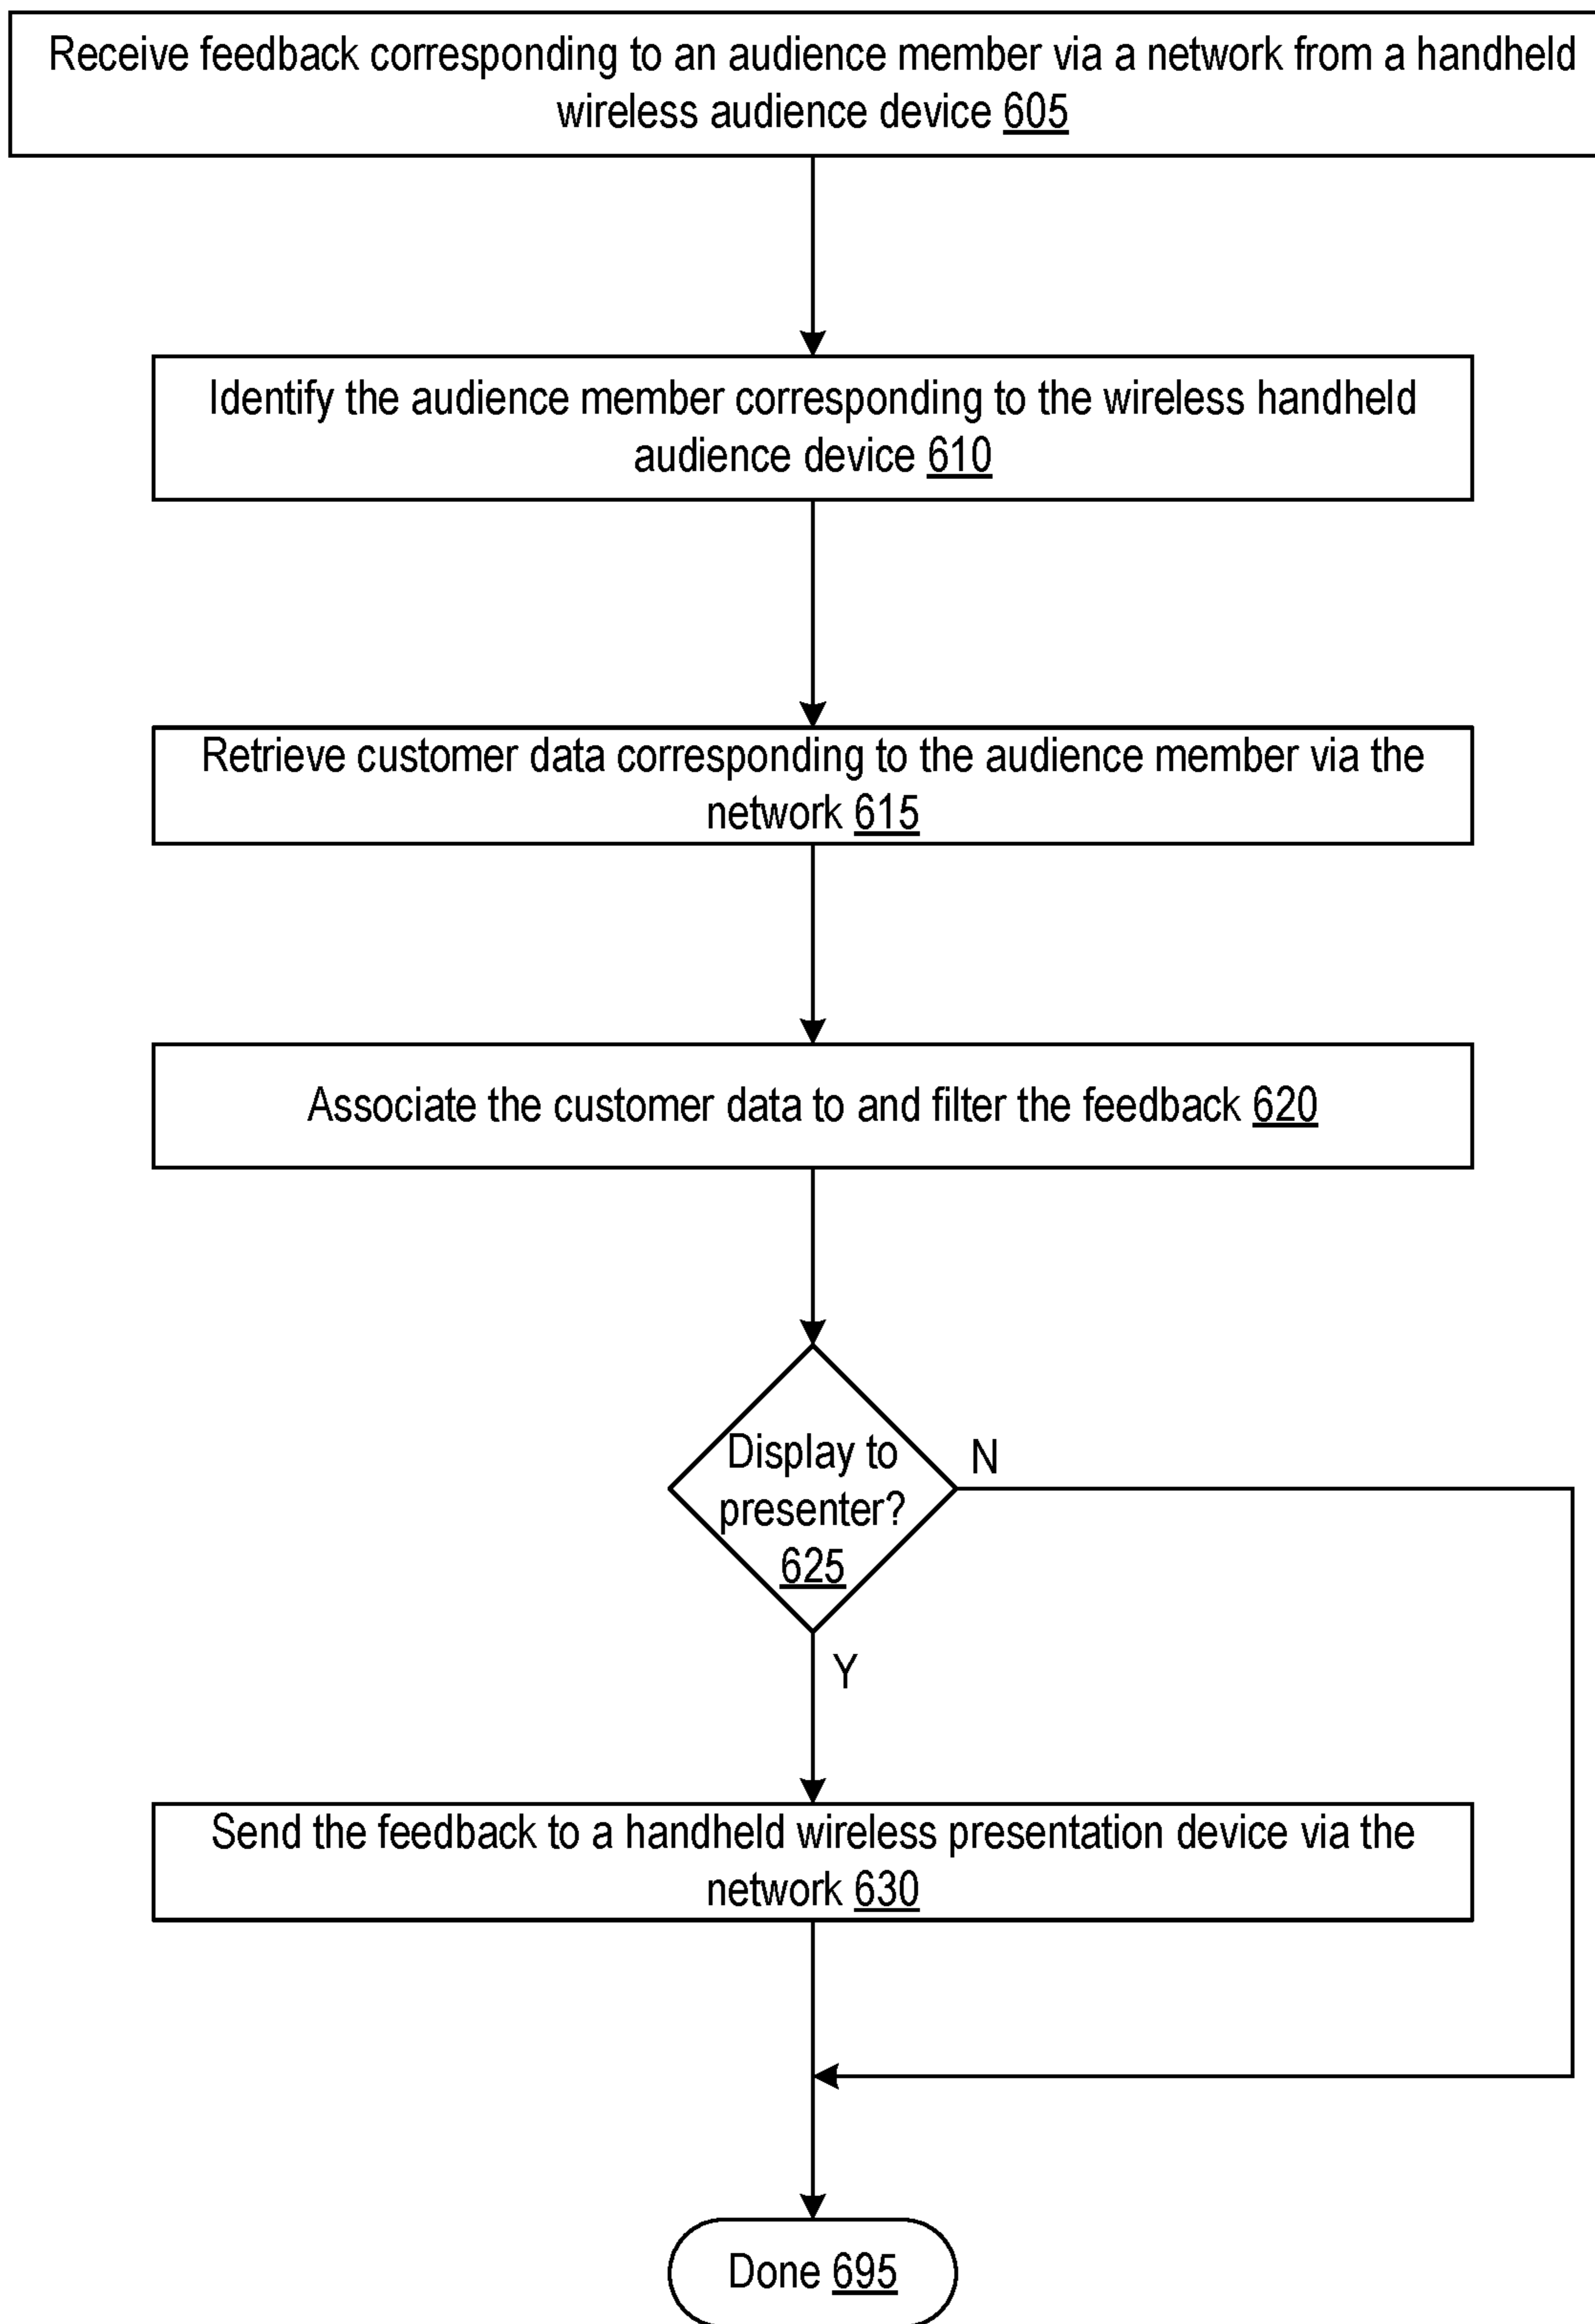 Receive feedback corresponding to an audience member via a network from a handheld
wireless audience device 605
Identify the audience member corresponding to the wireless handheld
audience device 610
Retrieve customer data corresponding to the audience member via the
network 615
Associate the customer data to and filter the feedback 620
Display to
presenter?
625
N
Y
Send the feedback to a handheld wireless presentation device via the
network 630
Done 695